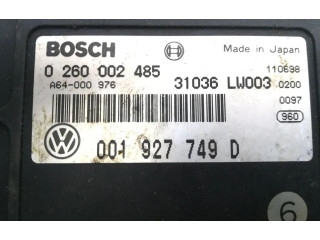 BOSCH
Made in Japan
0 260 002 485
110698
A64-000 976
31036 LW003
0200
0097
960
001 927 749 D
6